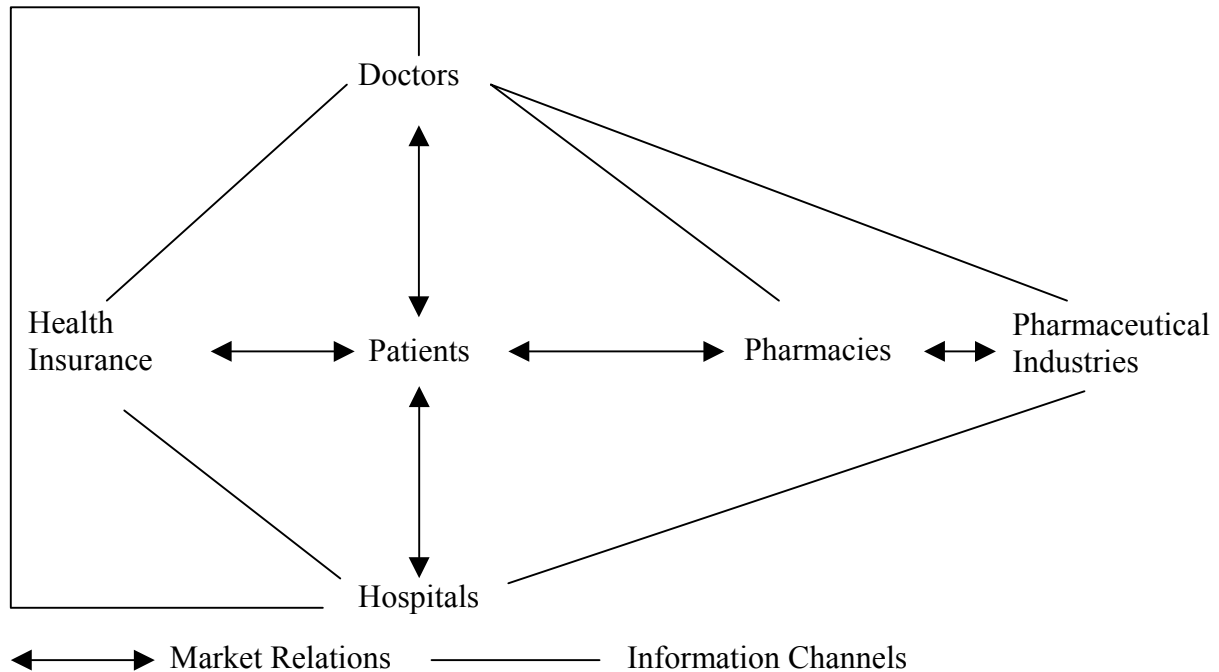 Doctors
Health
Insurance
Patients
Pharmacies
Pharmaceutical
Industries
Hospitals
Market Relations
Information Channels